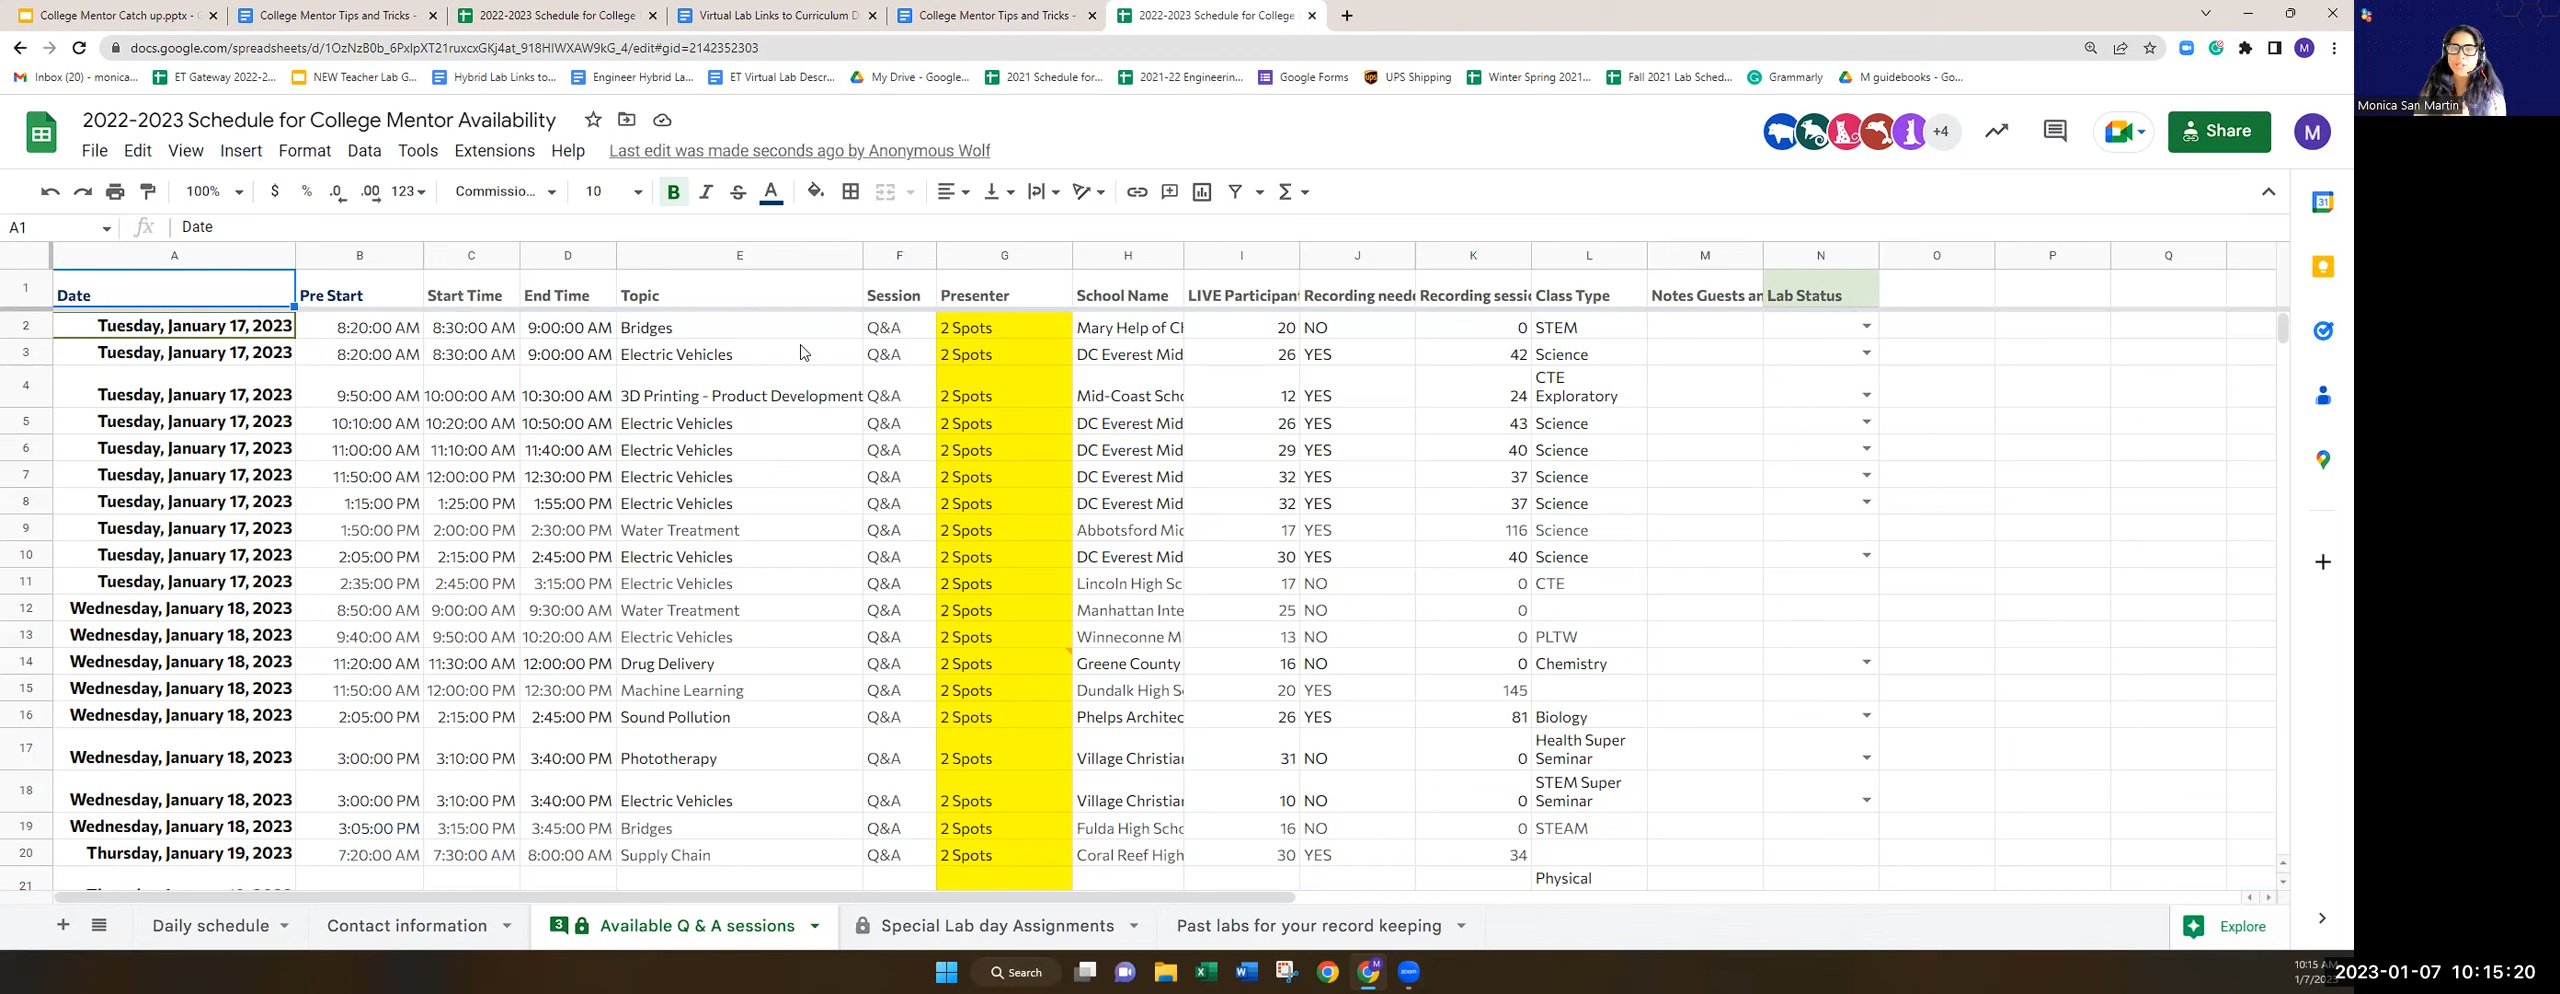 College Mentor Catch up.pptx -
College Mentor Tips and Tricks -
2022-2023 Schedule for College
Virtual Lab Links to Curriculum D
College Mentor Tips and Tricks -
2022-2023 Schedule for College
docs.google.com/spreadsheets/d/1OzNzB0b_6PxlpXT21ruxcxGKj4at_918HIWXAW9kG_4/edit#gid=2142352303
Inbox (20) - monica...
ET Gateway 2022-2...
NEW Teacher Lab G...
Hybrid Lab Links to...
Engineer Hybrid La...
ET Virtual Lab Descr...
My Drive - Google...
2021 Schedule for...
2021-22 Engineerin...
Google Forms
UPS Shipping
Winter Spring 2021...
Fall 2021 Lab Sched...
Grammarly
M guidebooks - Go...
Monica San Martin
2022-2023 Schedule for College Mentor Availability
+4
Share
M
File Edit View Insert Format Data Tools Extensions Help Last edit was made seconds ago by Anonymous Wolf
100% $ % .0 .00 123 Commissio... 10 B I S A
A1 fx Date
A B C D E F G H I J K L M N O P Q
1 Date Pre Start Start Time End Time Topic Session Presenter School Name LIVE Participan Recording neede Recording sessi Class Type Notes Guests an Lab Status
2 Tuesday, January 17, 2023 8:20:00 AM 8:30:00 AM 9:00:00 AM Bridges Q&A 2 Spots Mary Help of Ch 20 NO 0 STEM
3 Tuesday, January 17, 2023 8:20:00 AM 8:30:00 AM 9:00:00 AM Electric Vehicles Q&A 2 Spots DC Everest Mid 26 YES 42 Science
4 Tuesday, January 17, 2023 9:50:00 AM 10:00:00 AM 10:30:00 AM 3D Printing - Product Development Q&A 2 Spots Mid-Coast Scho 12 YES 24 CTE Exploratory
5 Tuesday, January 17, 2023 10:10:00 AM 10:20:00 AM 10:50:00 AM Electric Vehicles Q&A 2 Spots DC Everest Mid 26 YES 43 Science
6 Tuesday, January 17, 2023 11:00:00 AM 11:10:00 AM 11:40:00 AM Electric Vehicles Q&A 2 Spots DC Everest Mid 29 YES 40 Science
7 Tuesday, January 17, 2023 11:50:00 AM 12:00:00 PM 12:30:00 PM Electric Vehicles Q&A 2 Spots DC Everest Mid 32 YES 37 Science
8 Tuesday, January 17, 2023 1:15:00 PM 1:25:00 PM 1:55:00 PM Electric Vehicles Q&A 2 Spots DC Everest Mid 32 YES 37 Science
9 Tuesday, January 17, 2023 1:50:00 PM 2:00:00 PM 2:30:00 PM Water Treatment Q&A 2 Spots Abbotsford Mic 17 YES 116 Science
10 Tuesday, January 17, 2023 2:05:00 PM 2:15:00 PM 2:45:00 PM Electric Vehicles Q&A 2 Spots DC Everest Mid 30 YES 40 Science
11 Tuesday, January 17, 2023 2:35:00 PM 2:45:00 PM 3:15:00 PM Electric Vehicles Q&A 2 Spots Lincoln High Sc 17 NO 0 CTE
12 Wednesday, January 18, 2023 8:50:00 AM 9:00:00 AM 9:30:00 AM Water Treatment Q&A 2 Spots Manhattan Inte 25 NO 0
13 Wednesday, January 18, 2023 9:40:00 AM 9:50:00 AM 10:20:00 AM Electric Vehicles Q&A 2 Spots Winneconne M 13 NO 0 PLTW
14 Wednesday, January 18, 2023 11:20:00 AM 11:30:00 AM 12:00:00 PM Drug Delivery Q&A 2 Spots Greene County 16 NO 0 Chemistry
15 Wednesday, January 18, 2023 11:50:00 AM 12:00:00 PM 12:30:00 PM Machine Learning Q&A 2 Spots Dundalk High S 20 YES 145
16 Wednesday, January 18, 2023 2:05:00 PM 2:15:00 PM 2:45:00 PM Sound Pollution Q&A 2 Spots Phelps Architec 26 YES 81 Biology
17 Wednesday, January 18, 2023 3:00:00 PM 3:10:00 PM 3:40:00 PM Phototherapy Q&A 2 Spots Village Christia 31 NO 0 Health Super Seminar
18 Wednesday, January 18, 2023 3:00:00 PM 3:10:00 PM 3:40:00 PM Electric Vehicles Q&A 2 Spots Village Christia 10 NO 0 STEM Super Seminar
19 Wednesday, January 18, 2023 3:05:00 PM 3:15:00 PM 3:45:00 PM Bridges Q&A 2 Spots Fulda High Scho 16 NO 0 STEAM
20 Thursday, January 19, 2023 7:20:00 AM 7:30:00 AM 8:00:00 AM Supply Chain Q&A 2 Spots Coral Reef High 30 YES 34
21 Physical
Daily schedule
Contact information
3 Available Q & A sessions
Special Lab day Assignments
Past labs for your record keeping
Explore
Search
zoom
10:15 AM
1/7/2023
2023-01-07 10:15:20